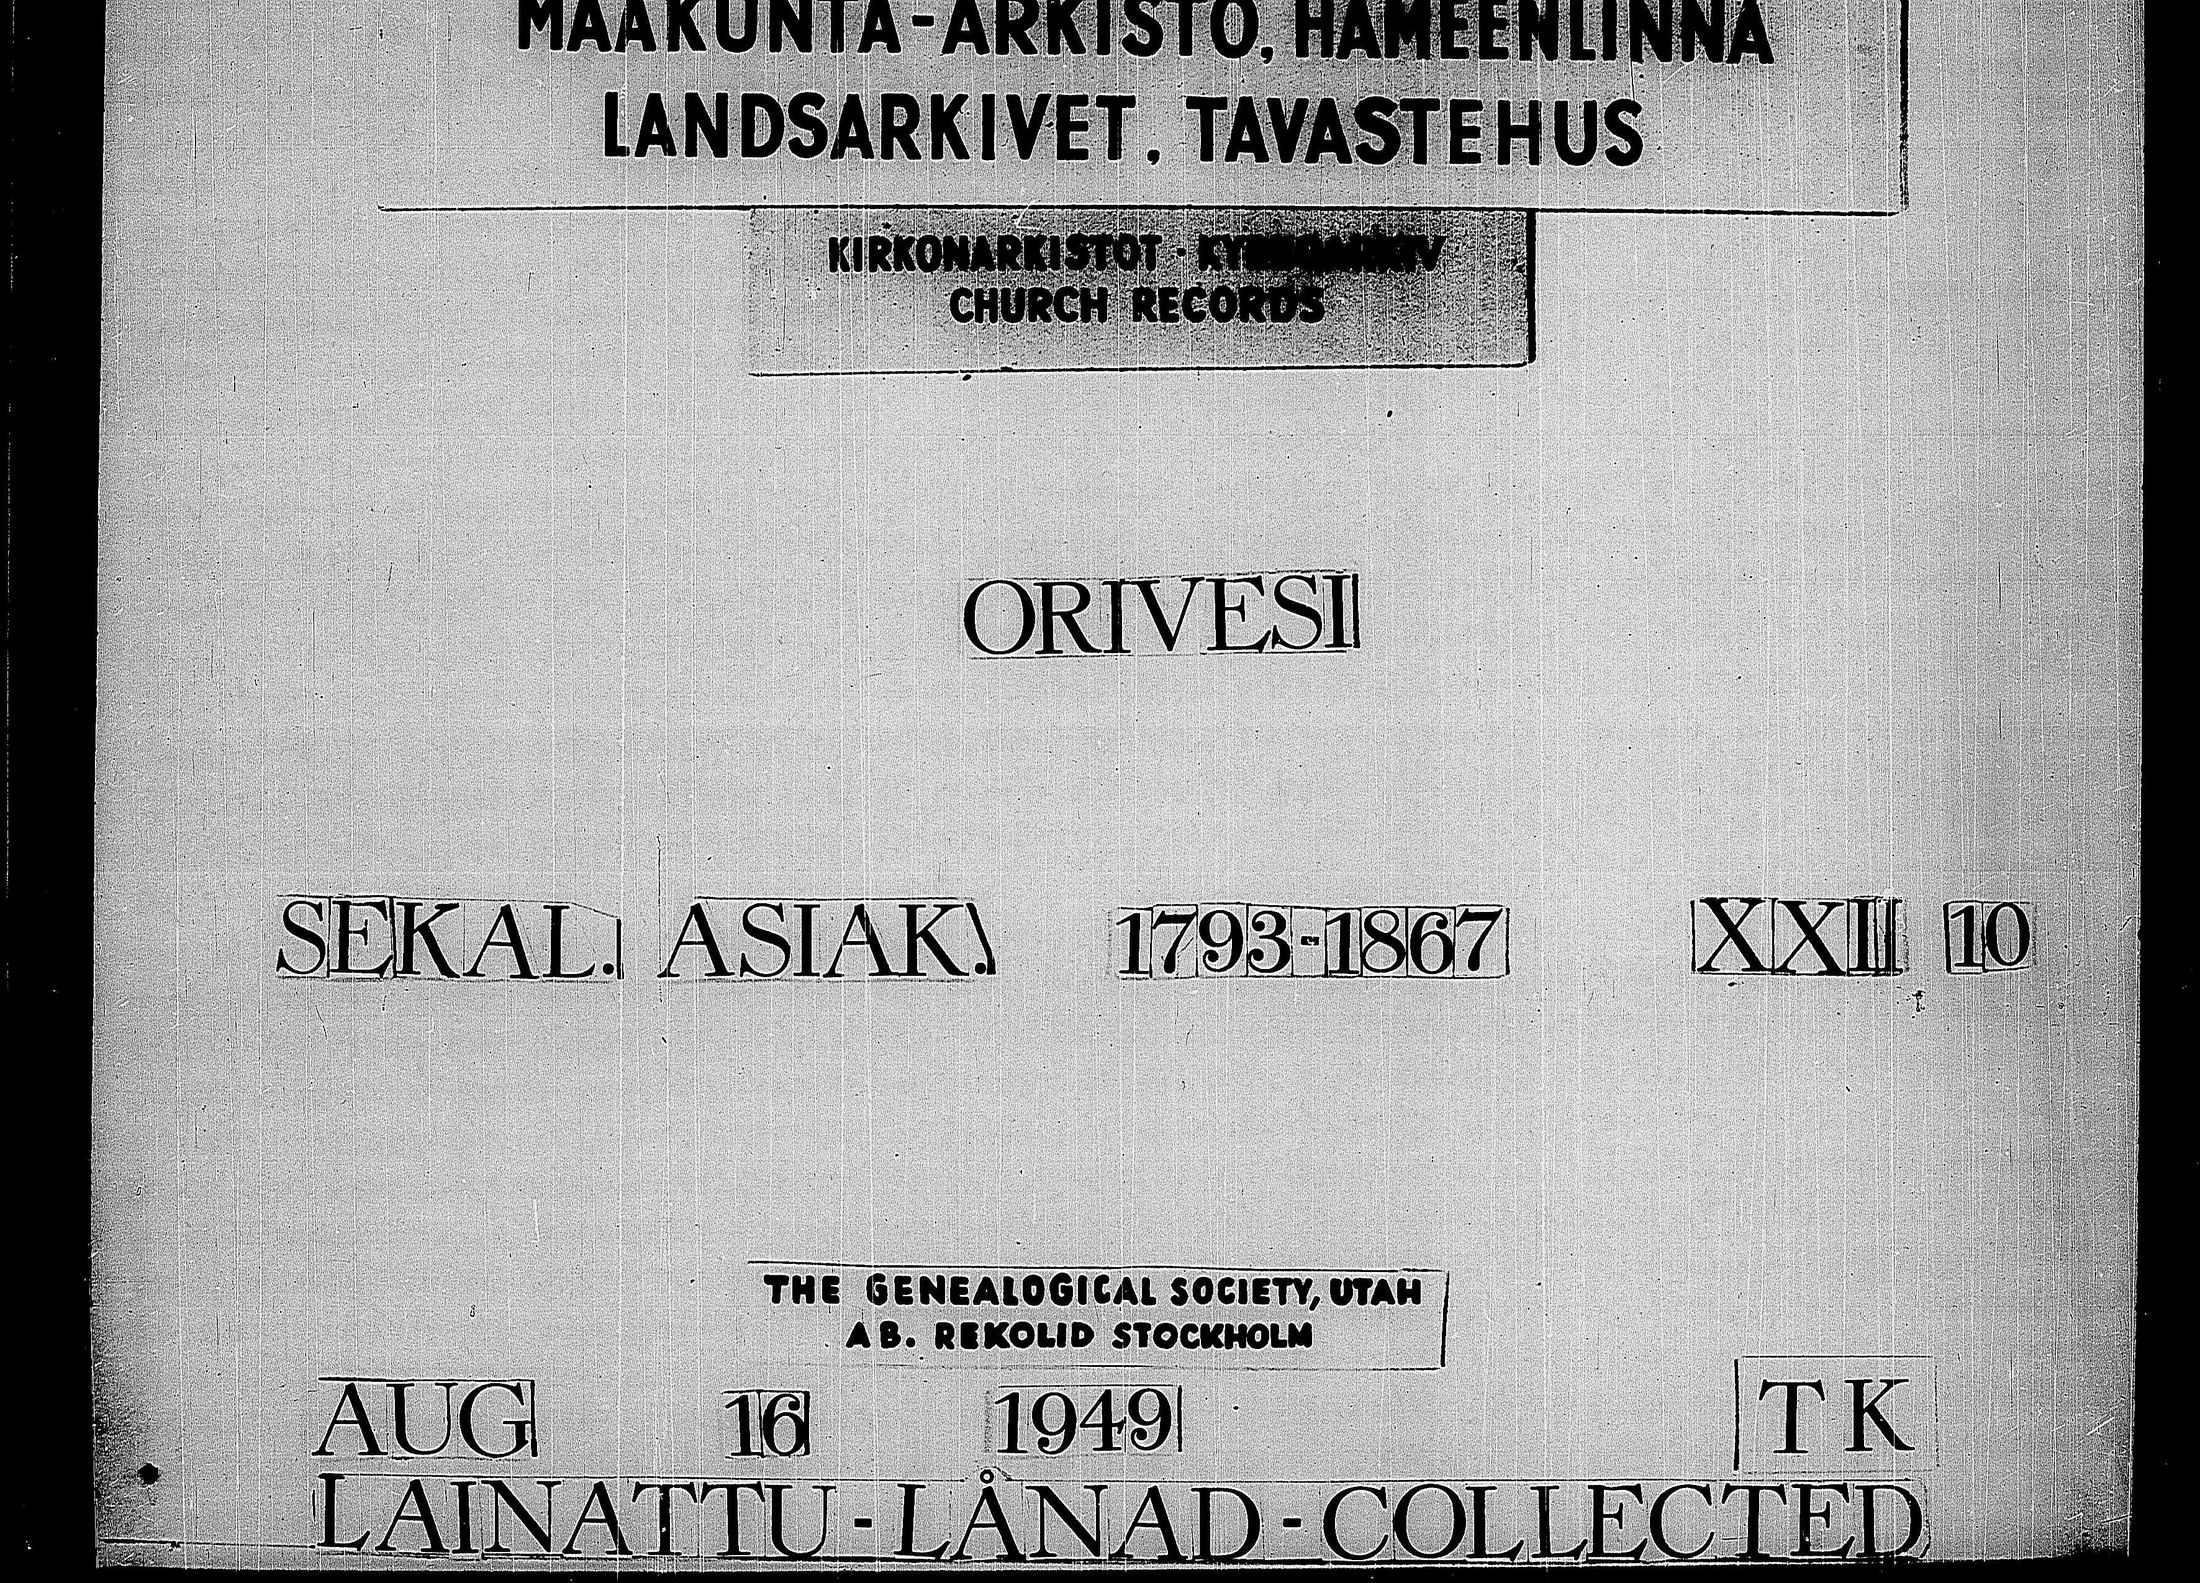 MAAKUNTA-ARKISTO, HÄMEENLINNA
LANDSARKIVET, TAVASTEHUS
KIRKONARKISTOT ·
CHURCH RECORDS
ORIVESI
SEKAL. ASIAK. 1793-1867 XXII 10
THE GENEALOGICAL SOCIETY, UTAH
AB. REKOLID STOCKHOLM
AUG 16 1949 TK
LAINATTU - LÅNAD - COLLECTED